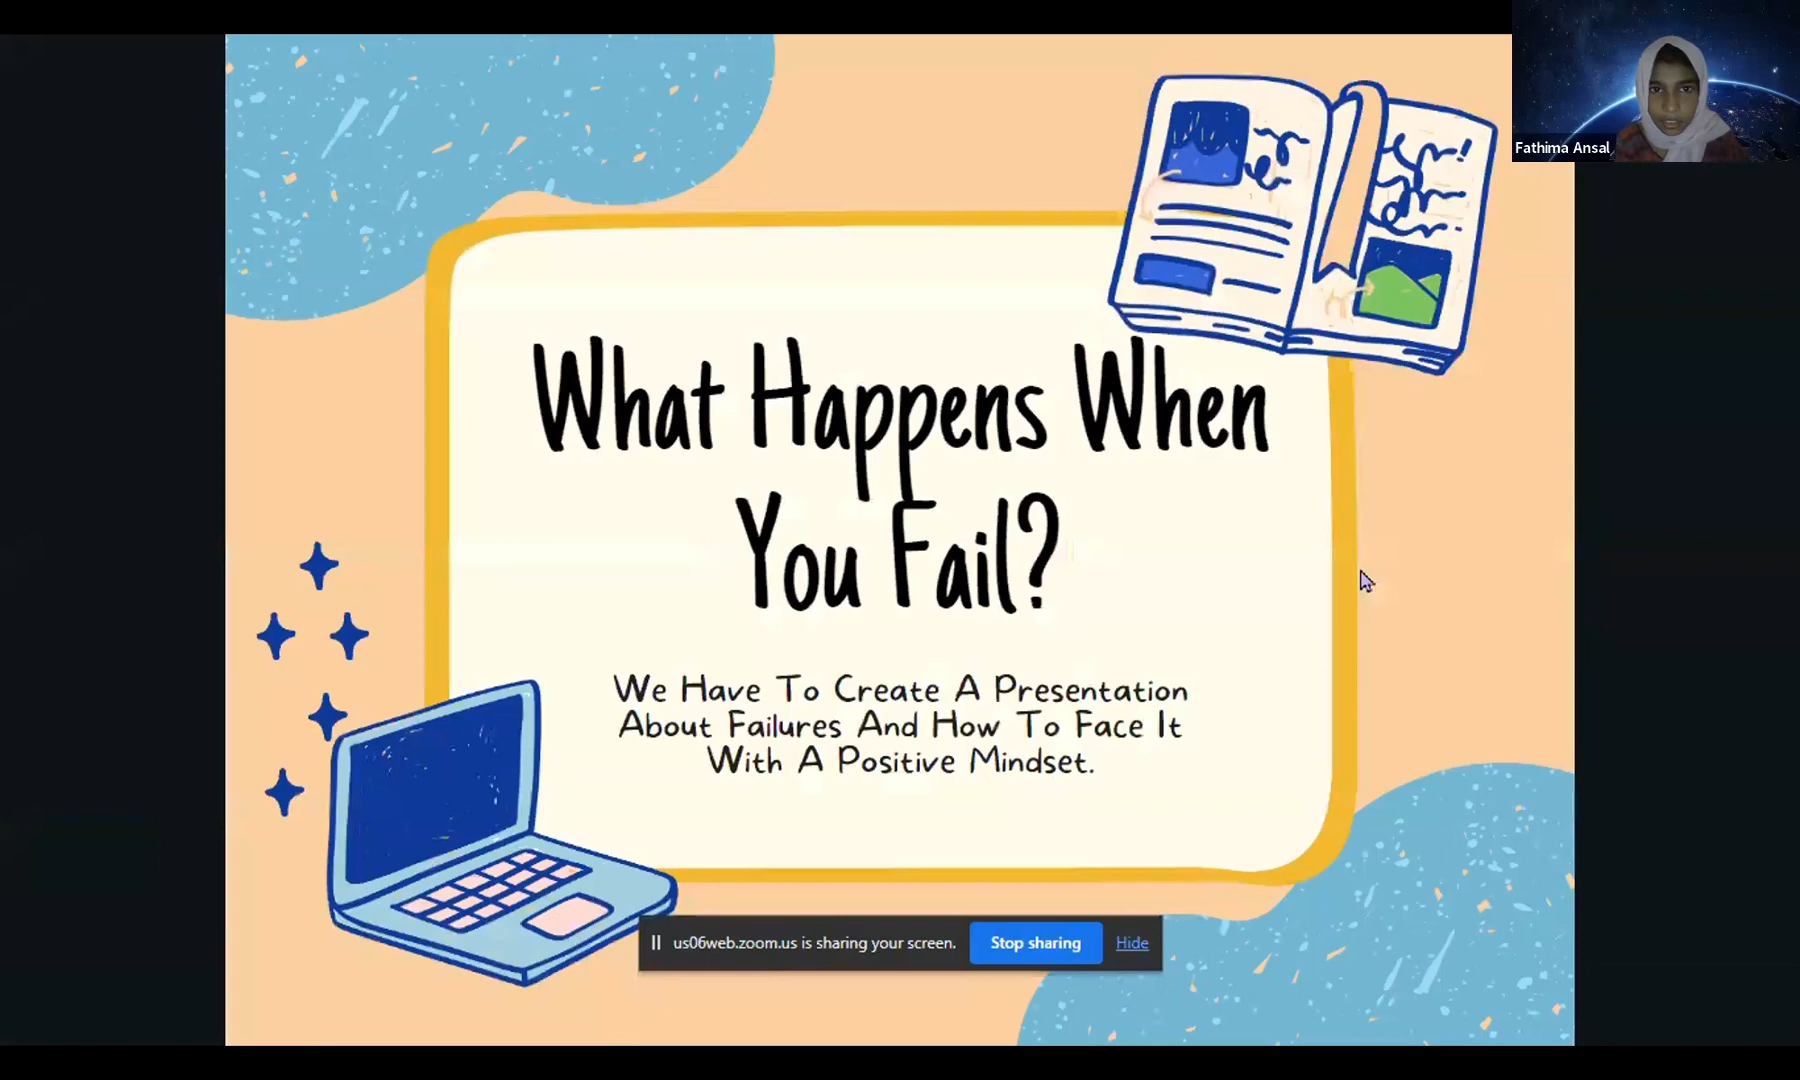 Fathima Ansal
What Happens When
You Fail?
We Have To Create A Presentation
About Failures And How To Face It
With A Positive Mindset.
us06web.zoom.us is sharing your screen. Stop sharing Hide